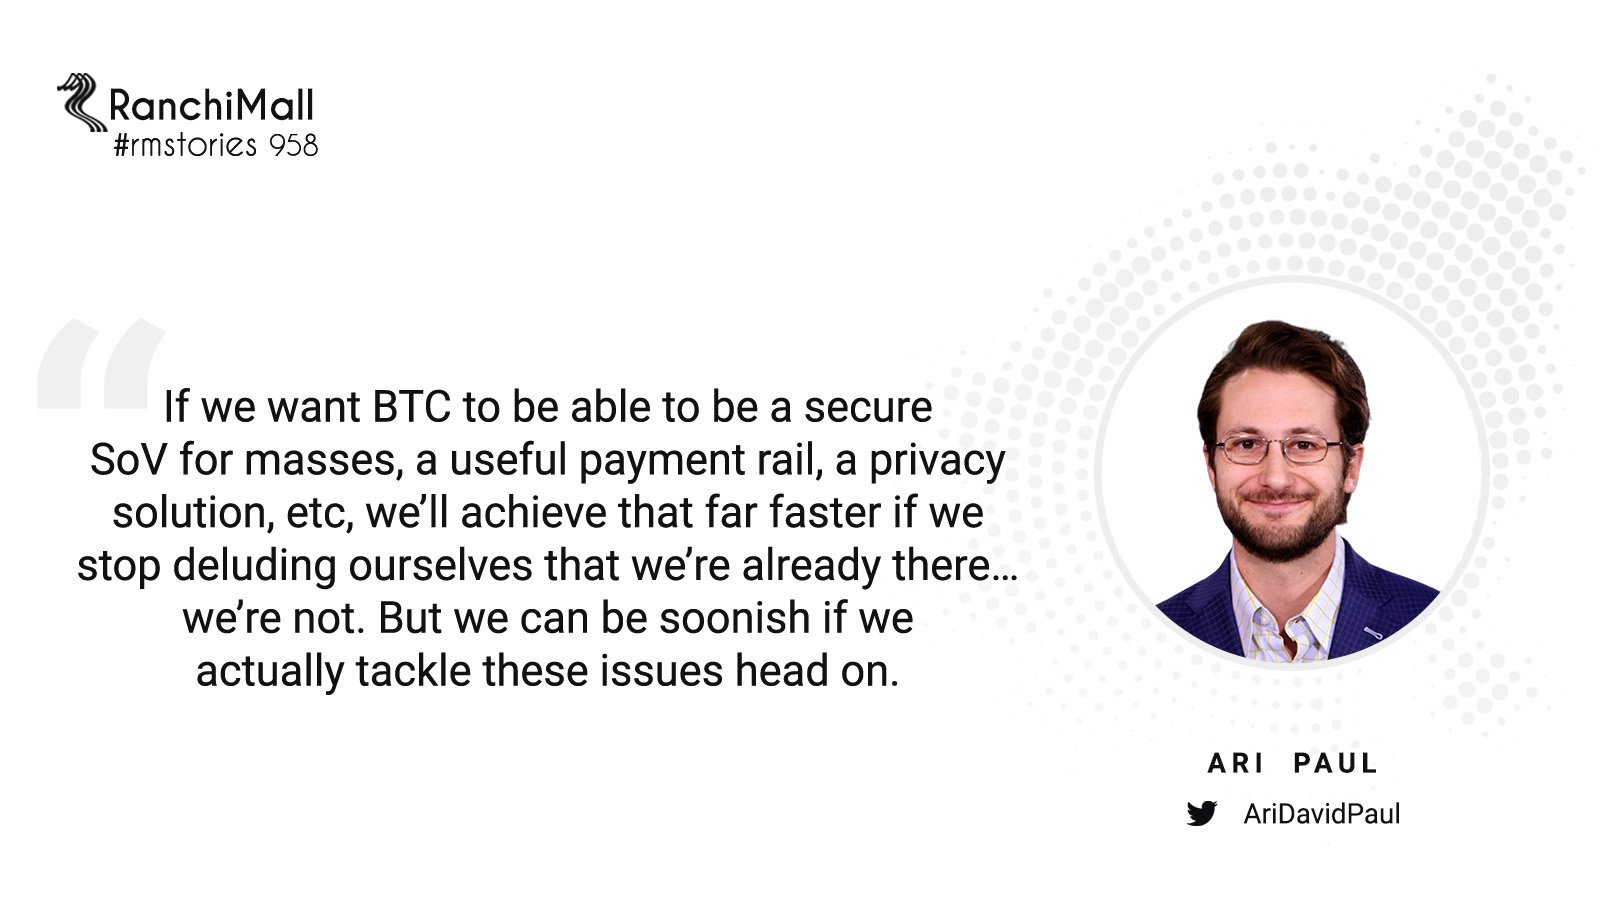 RanchiMall
#rmstories 958
“
If we want BTC to be able to be a secure
SoV for masses, a useful payment rail, a privacy
solution, etc, we’ll achieve that far faster if we
stop deluding ourselves that we’re already there...
we’re not. But we can be soonish if we
actually tackle these issues head on.
ARI PAUL
AriDavidPaul